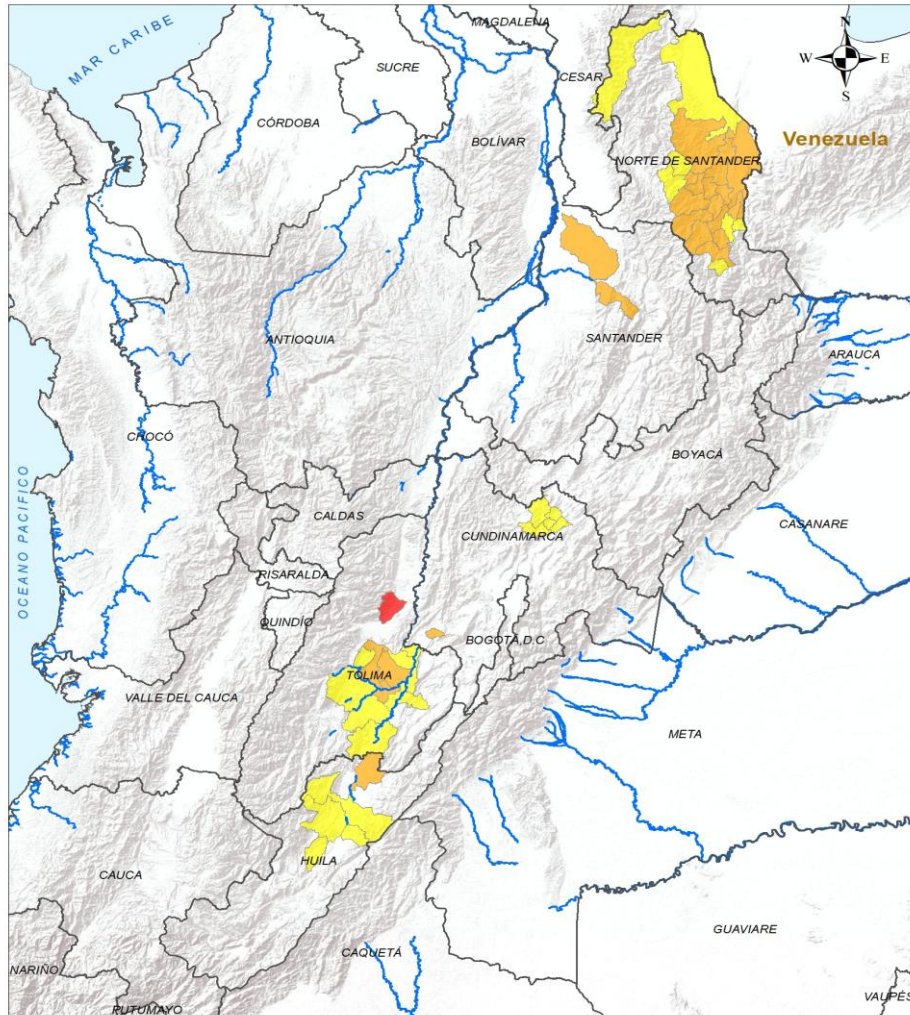 MAGDALENA
MAR CARIBE
N
W
E
S
SUCRE
CESAR
CÓRDOBA
BOLÍVAR
Venezuela
NORTE DE SANTANDER
ANTIOQUIA
SANTANDER
ARAUCA
CHOCÓ
BOYACÁ
OCEANO PACIFICO
CALDAS
CASANARE
CUNDINAMARCA
RISARALDA
QUINDÍO
BOGOTÁ,D.C
TOLIMA
VALLE DEL CAUCA
META
HUILA
CAUCA
GUAVIARE
CAQUETÁ
NARIÑO
VAUPÉS
PUTUMAYO